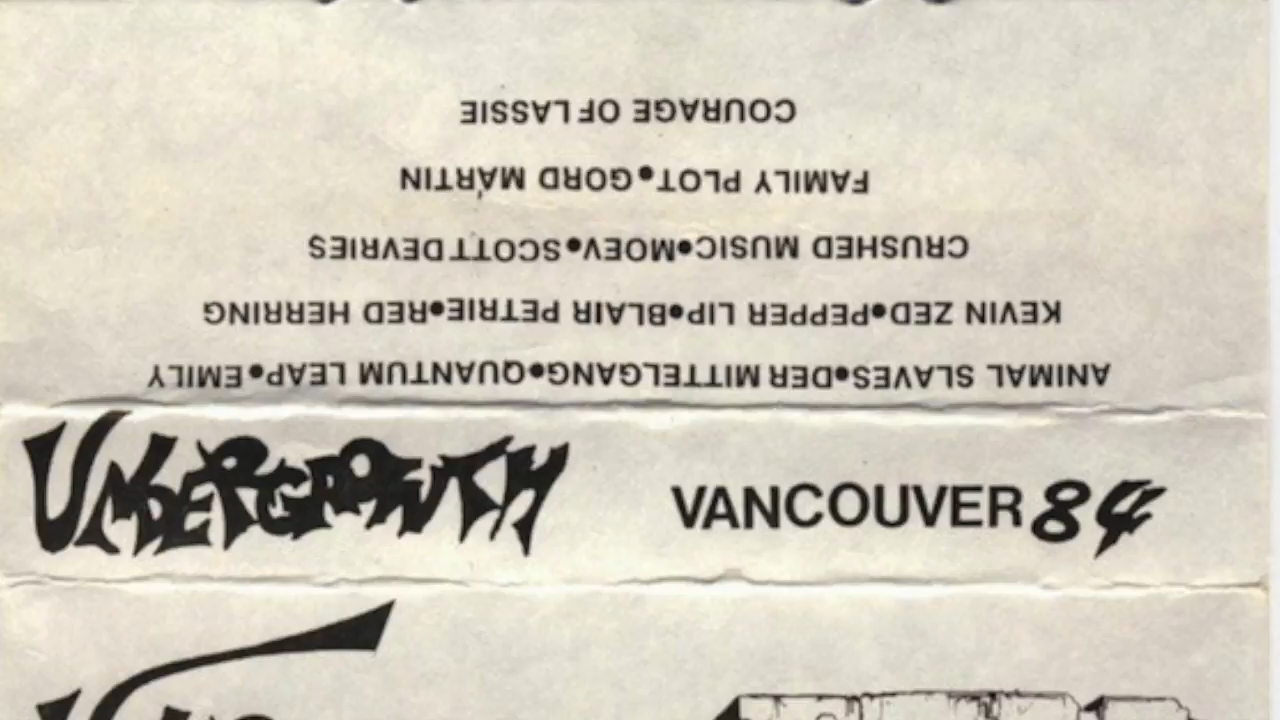 ANIMAL SLAVES•DER MITTELGANG•QUANTUM LEAP•EMILY
KEVIN ZED•PEPPER LIP•BLAIR PETRIE•RED HERRING
CRUSHED MUSIC•MOEV•SCOTT DEVRIES
FAMILY PLOT•GORD MARTIN
COURAGE OF LASSIE
UNDERGROWTH VANCOUVER 84